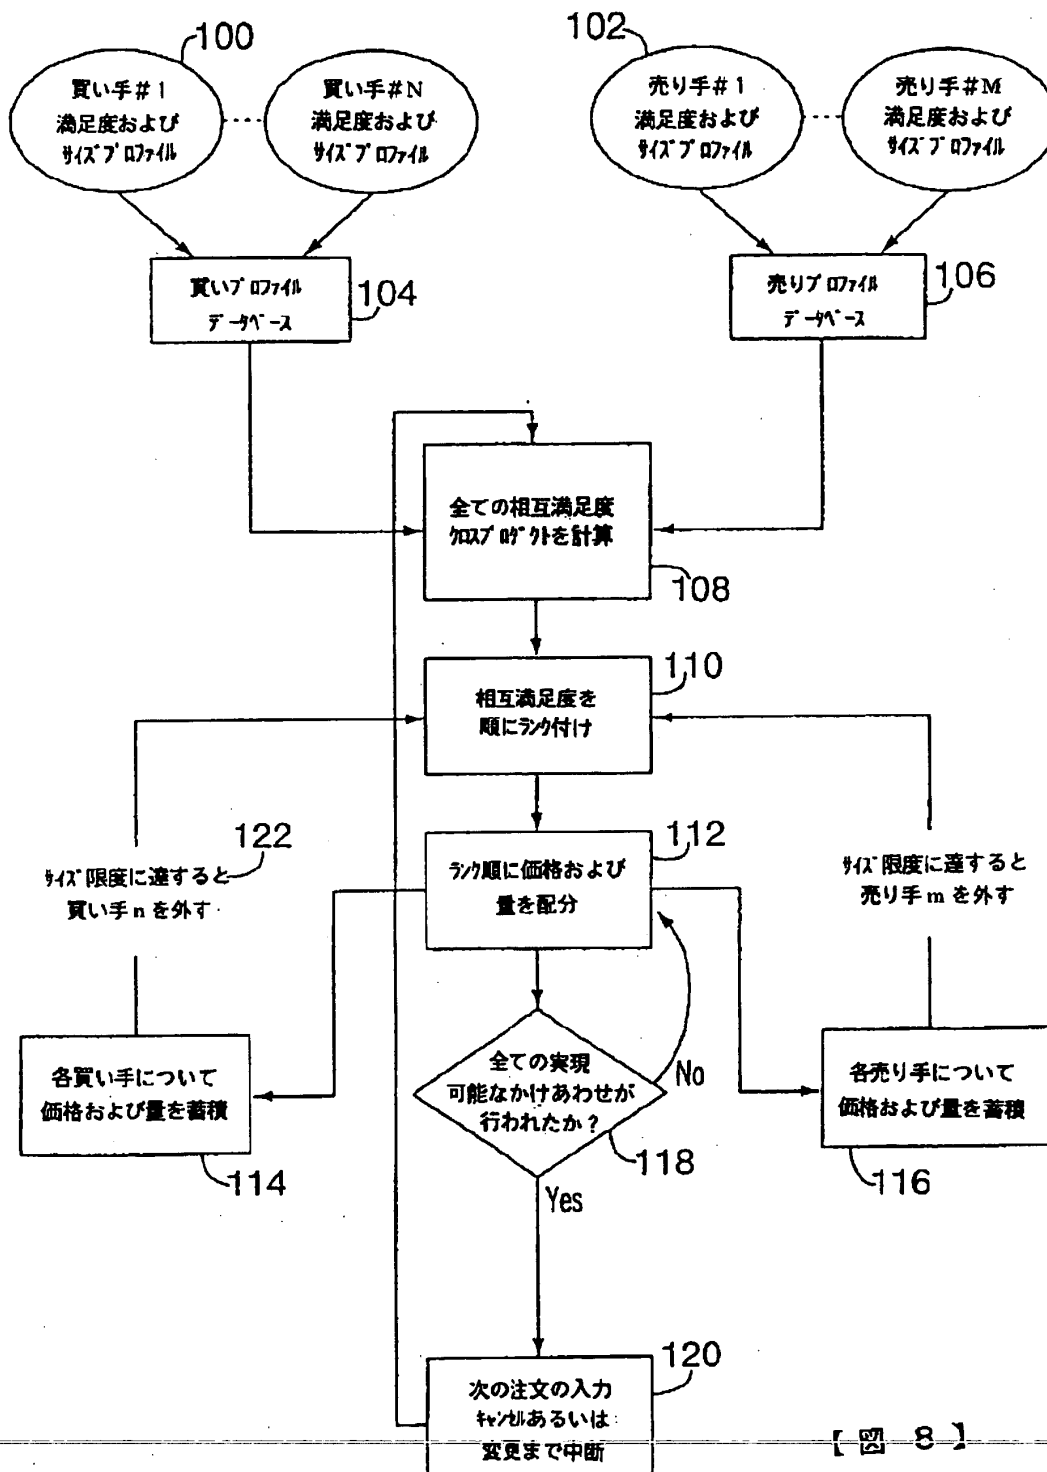 100
102
買い手#1
満足度および
サイズプロファイル
買い手#N
満足度および
サイズプロファイル
売り手#1
満足度および
サイズプロファイル
売り手#M
満足度および
サイズプロファイル
買いプロファイル
データベース
104
売りプロファイル
データベース
106
全ての相互満足度
クロスプロダクトを計算
108
相互満足度を
順にランク付け
110
ランク順に価格および
量を配分
112
サイズ限度に達すると
買い手nを外す
122
サイズ限度に達すると
売り手mを外す
各買い手について
価格および量を蓄積
114
全ての実現
可能なかけあわせが
行われたか?
118
No
Yes
各売り手について
価格および量を蓄積
116
次の注文の入力
キャンセルあるいは
変更まで中断
120
【図 8】